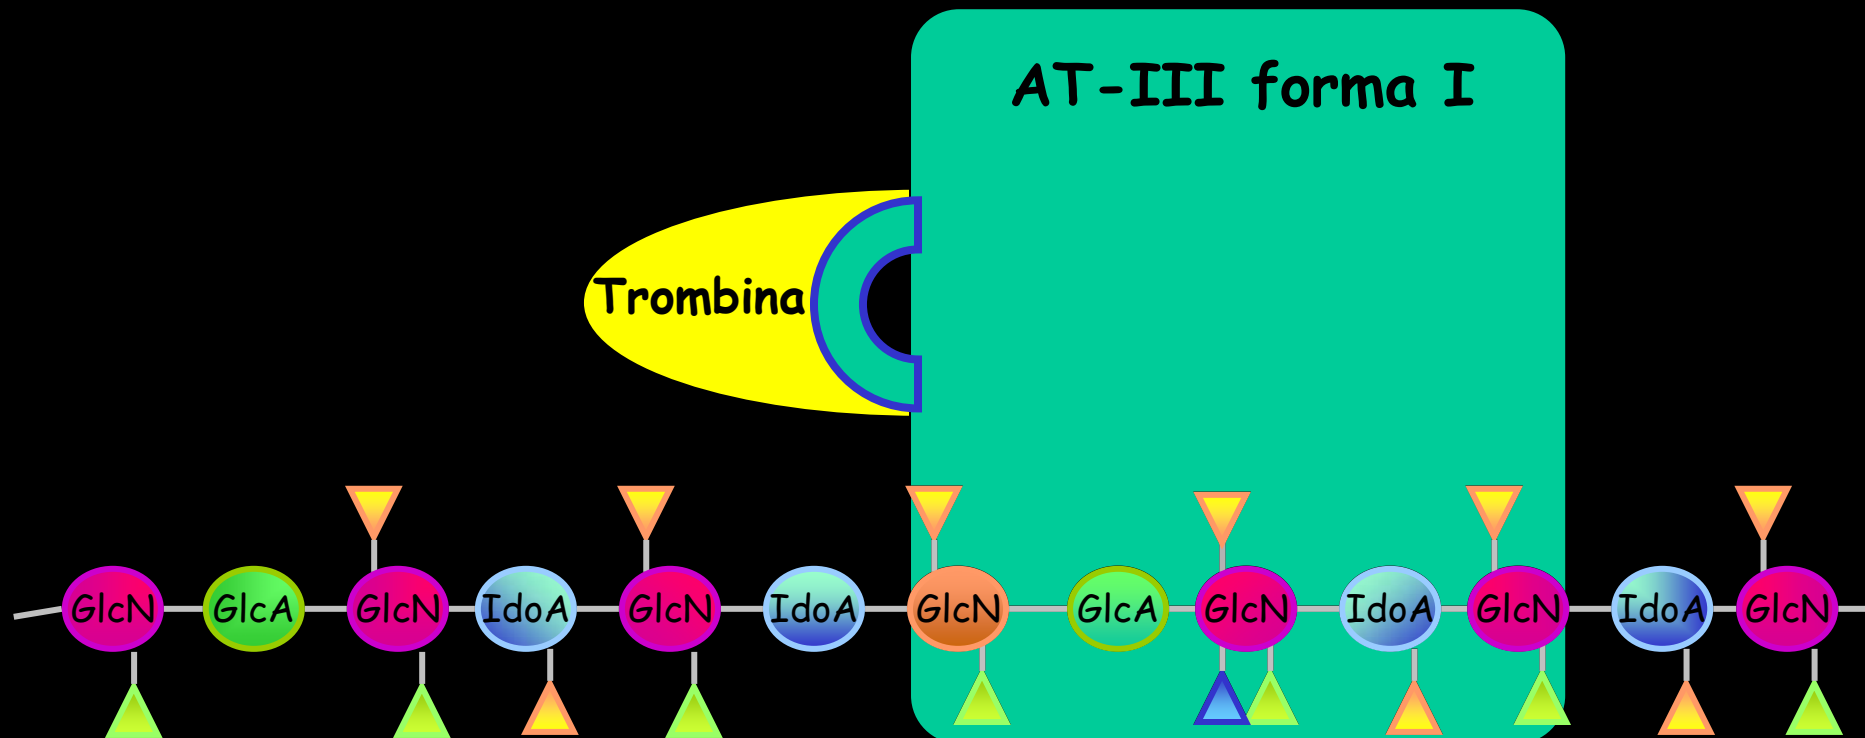 AT-III forma I
Trombina
GlcN GlcA GlcN IdoA GlcN IdoA GlcN GlcA GlcN IdoA GlcN IdoA GlcN